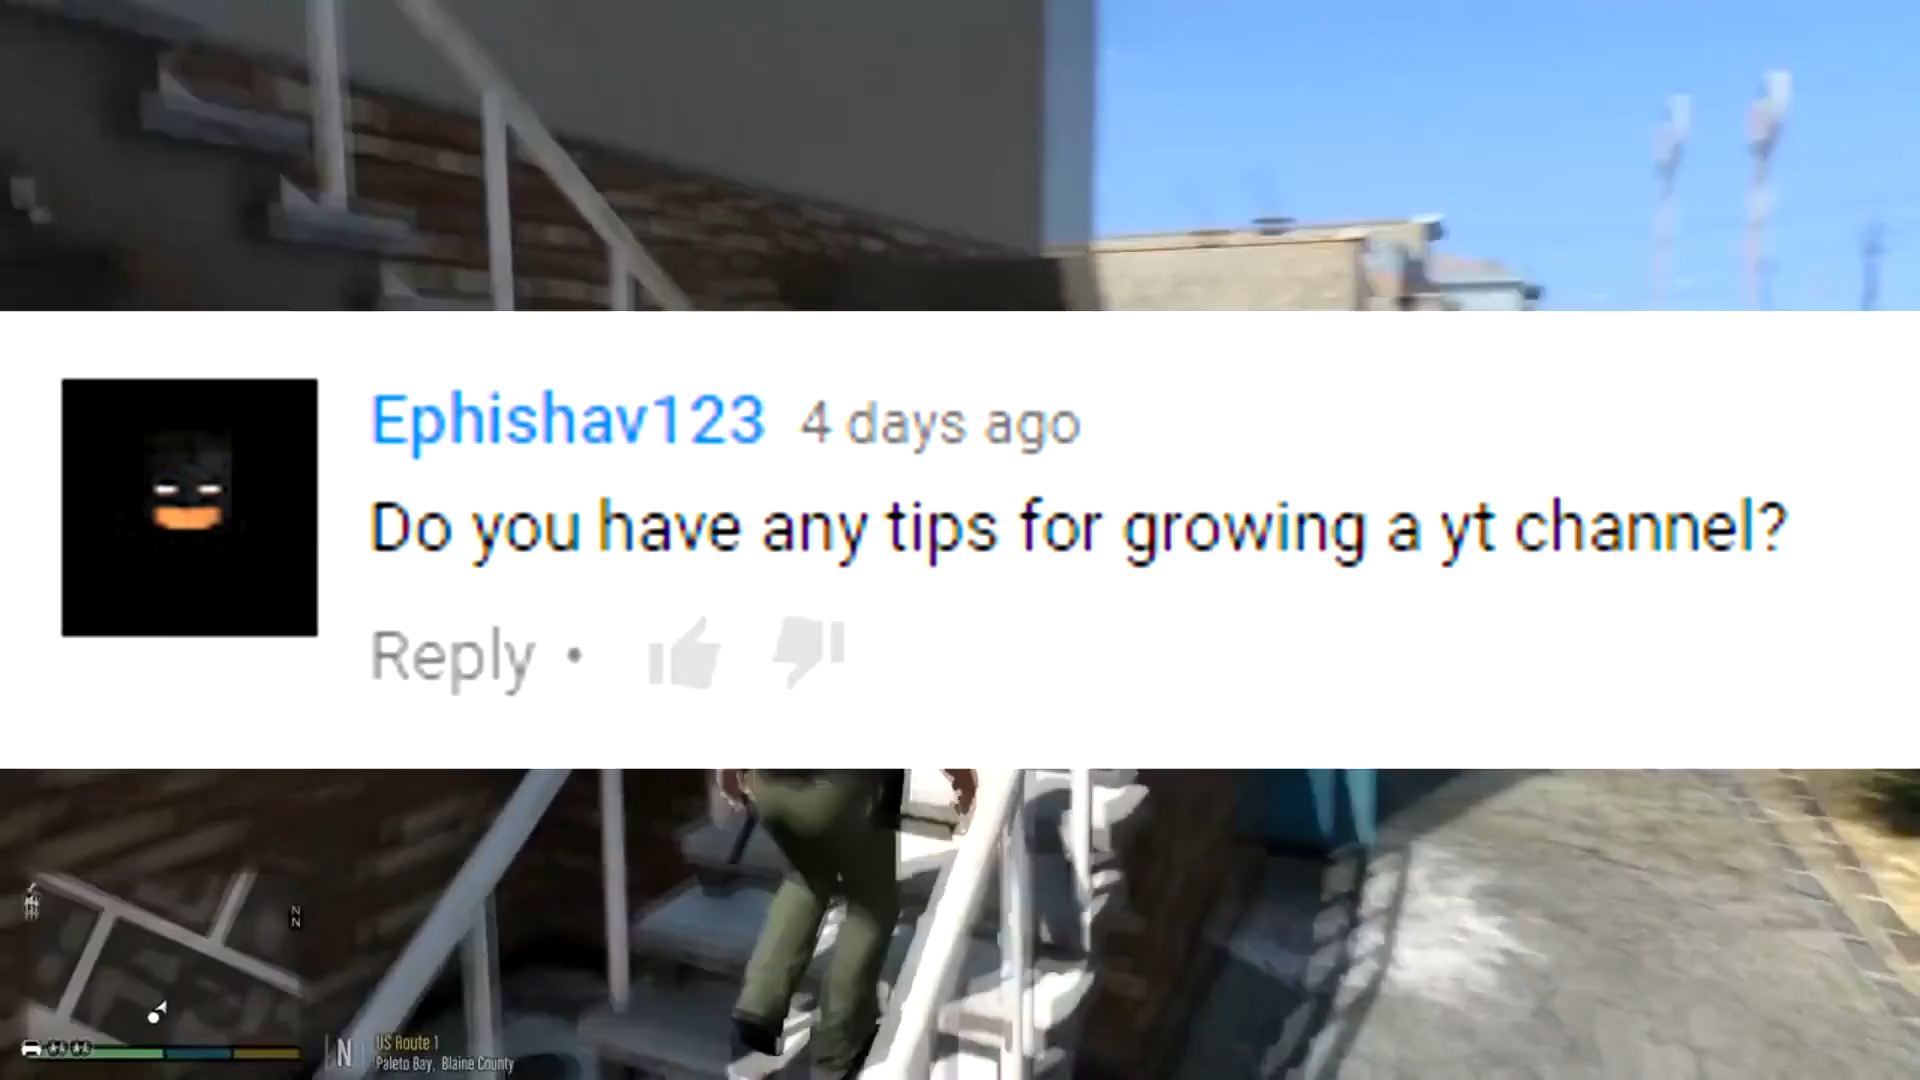 Ephishav123 4 days ago
Do you have any tips for growing a yt channel?
Reply •
N
N
N
US Route 1
Paleto Bay, Blaine County